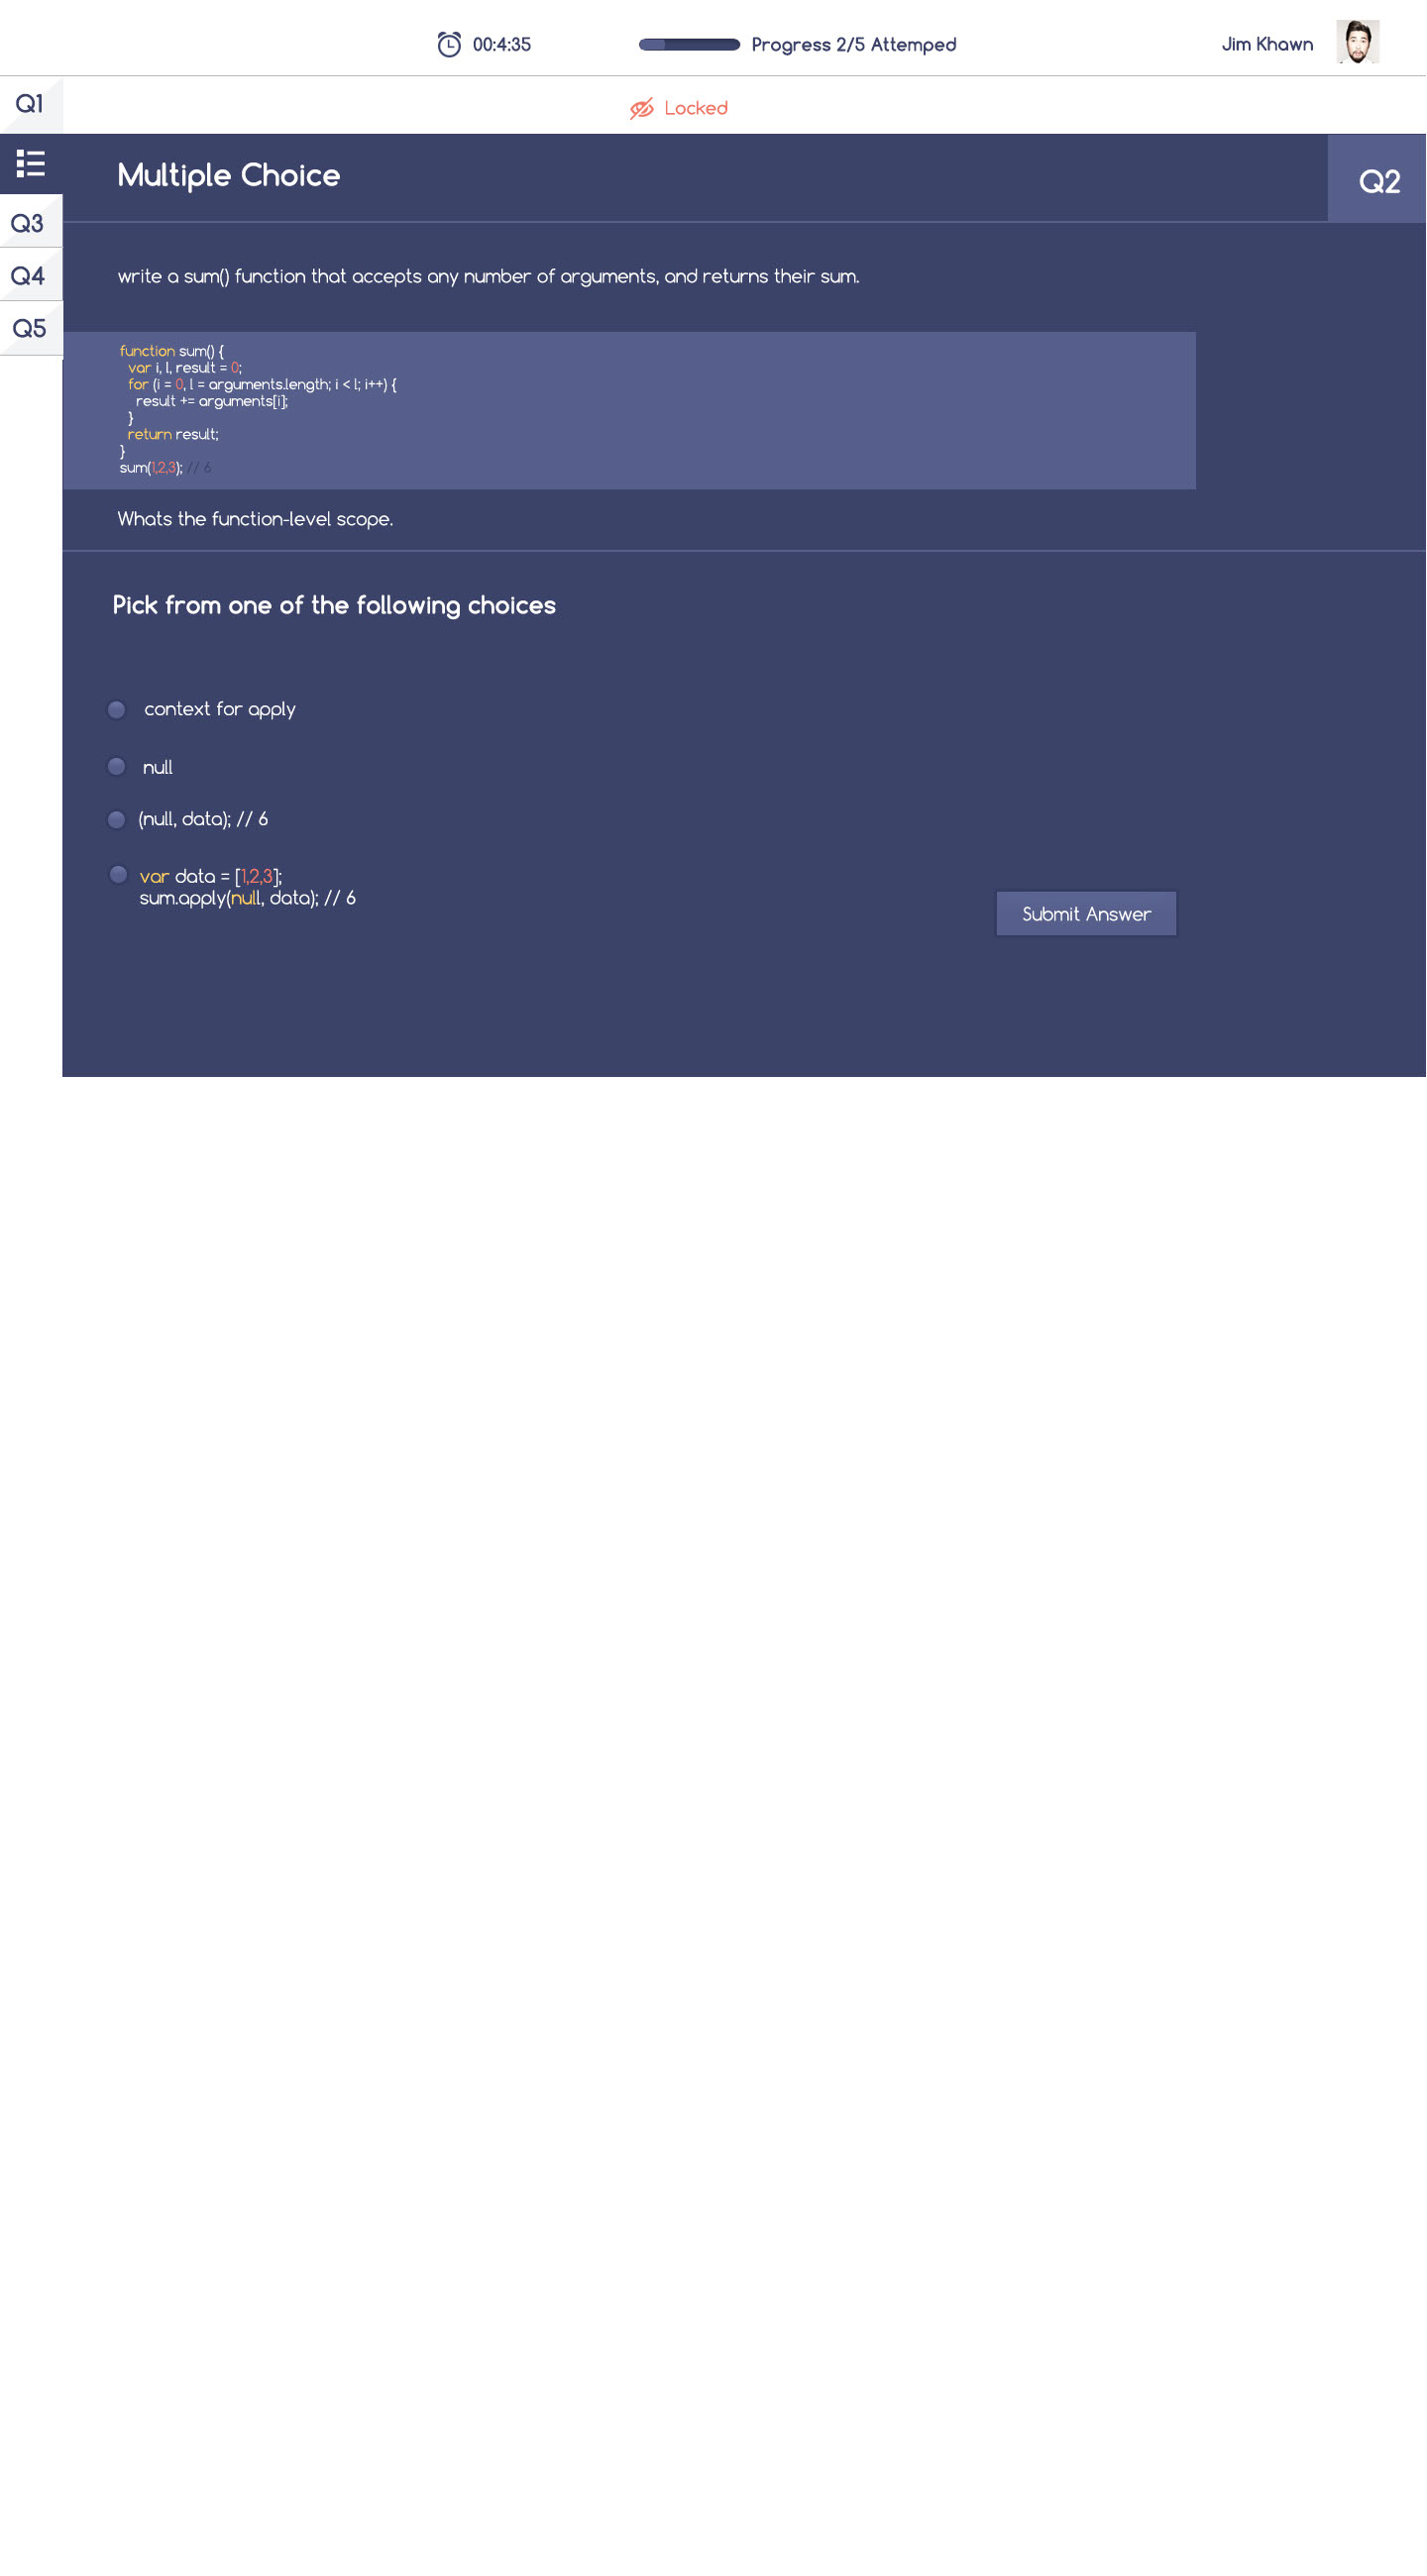 00:4:35
Progress 2/5 Attemped
Jim Khawn
Q1
Locked
Multiple Choice
Q2
Q3
write a sum() function that accepts any number of arguments, and returns their sum.
Q4
Q5
function sum() {
var i, l, result = 0;
for (i = 0, l = arguments.length; i < l; i++) {
result += arguments[i];
}
return result;
}
sum(1,2,3); // 6
Whats the function-level scope.
Pick from one of the following choices
context for apply
null
(null, data); // 6
var data = [1,2,3];
sum.apply(null, data); // 6
Submit Answer